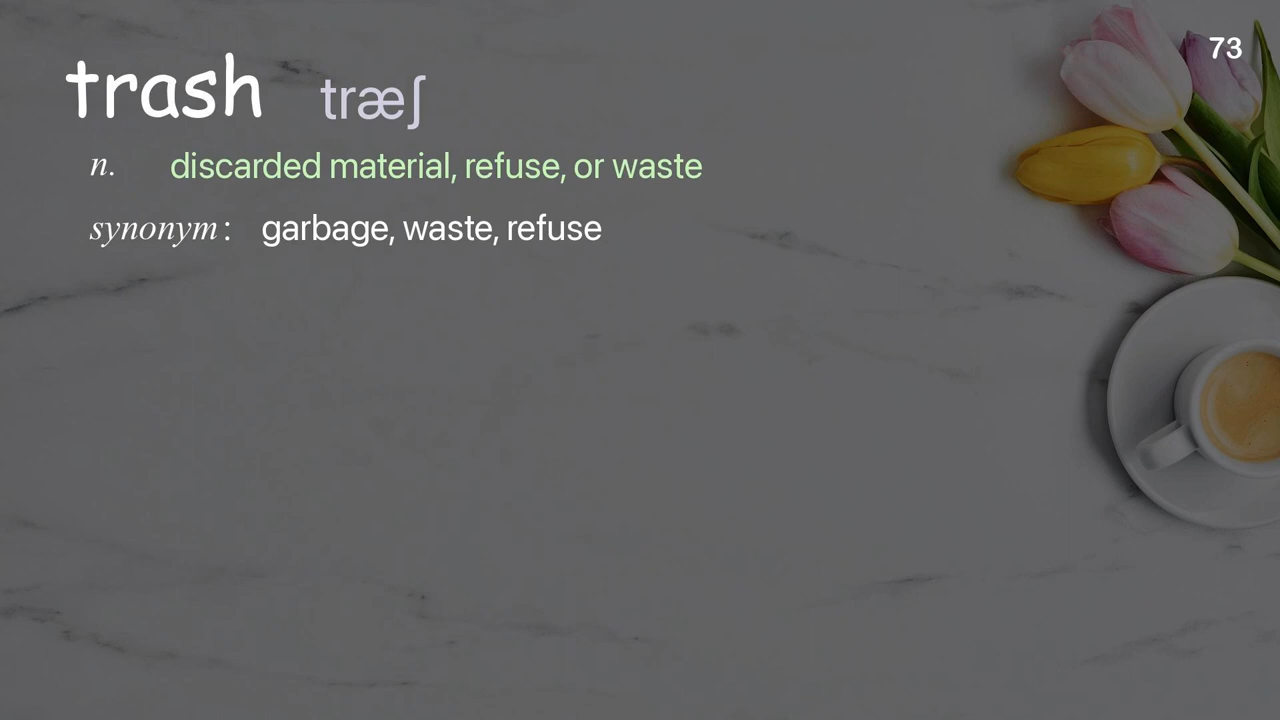 73
trash træʃ
n. discarded material, refuse, or waste
synonym: garbage, waste, refuse